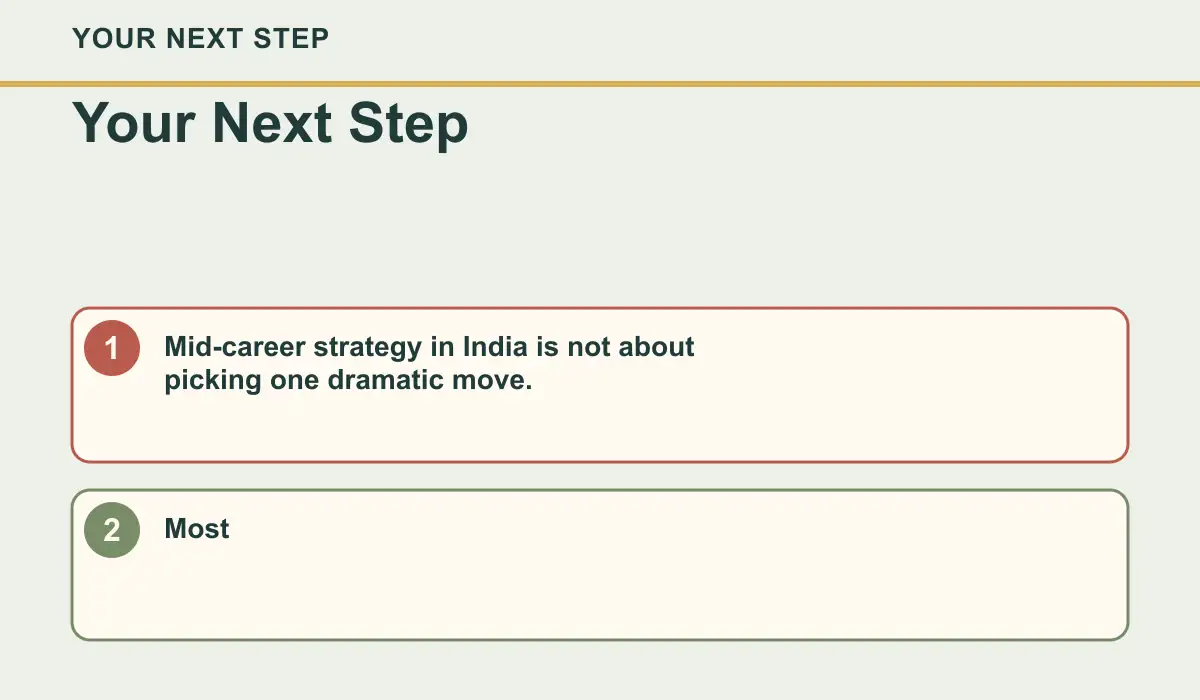 YOUR NEXT STEP
Your Next Step
1
Mid-career strategy in India is not about
picking one dramatic move.
2
Most